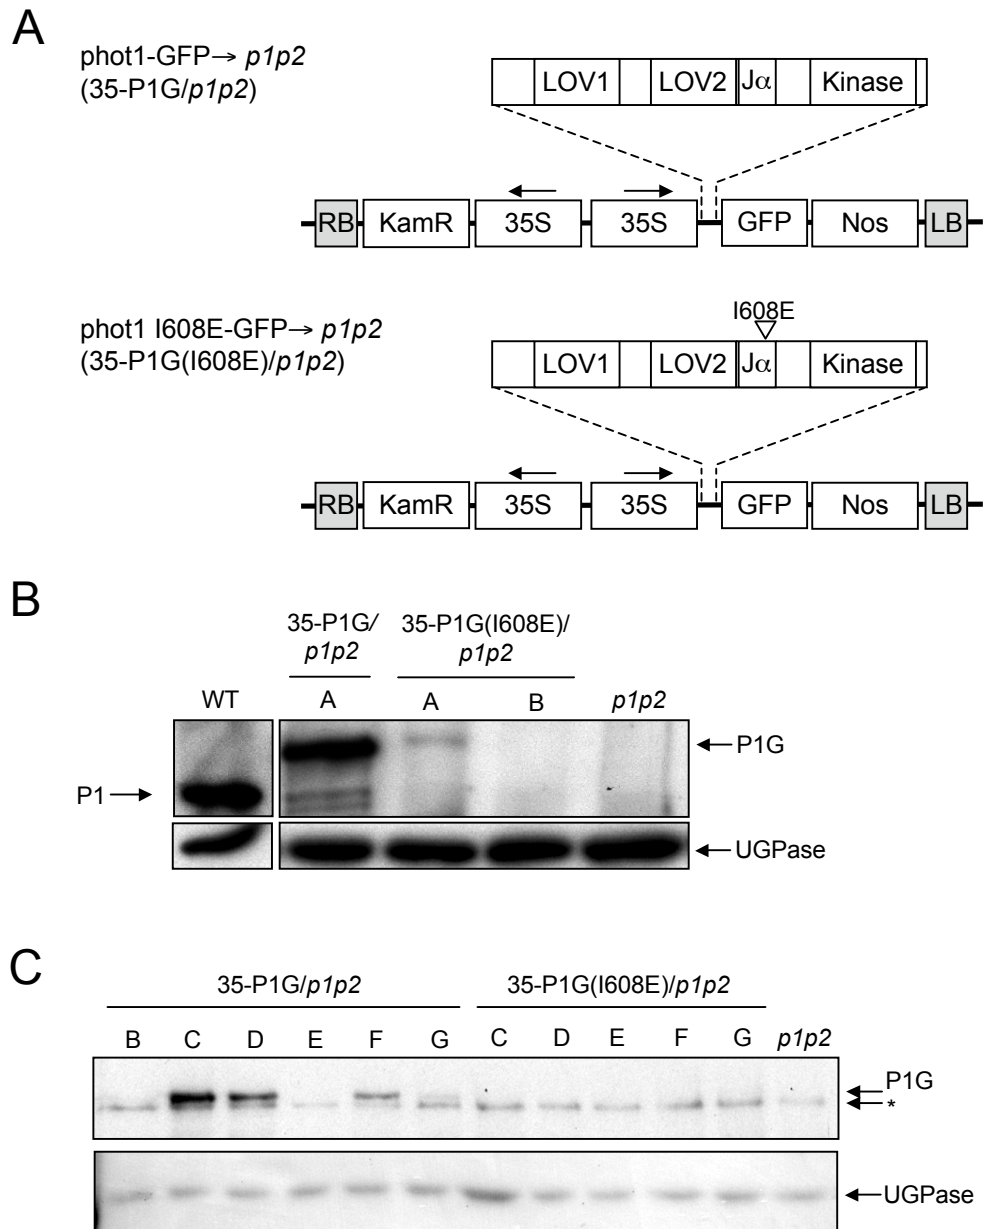 A
phot1-GFP→ p1p2
(35-P1G/p1p2)
LOV1 LOV2 Jα Kinase
RB KamR 35S 35S GFP Nos LB
phot1 I608E-GFP→ p1p2
(35-P1G(I608E)/p1p2)
I608E
LOV1 LOV2 Jα Kinase
RB KamR 35S 35S GFP Nos LB
B
35-P1G/
p1p2
35-P1G(I608E)/
p1p2
WT A A B p1p2
P1G
P1
UGPase
C
35-P1G/p1p2 35-P1G(I608E)/p1p2
B C D E F G C D E F G p1p2
P1G
*
UGPase